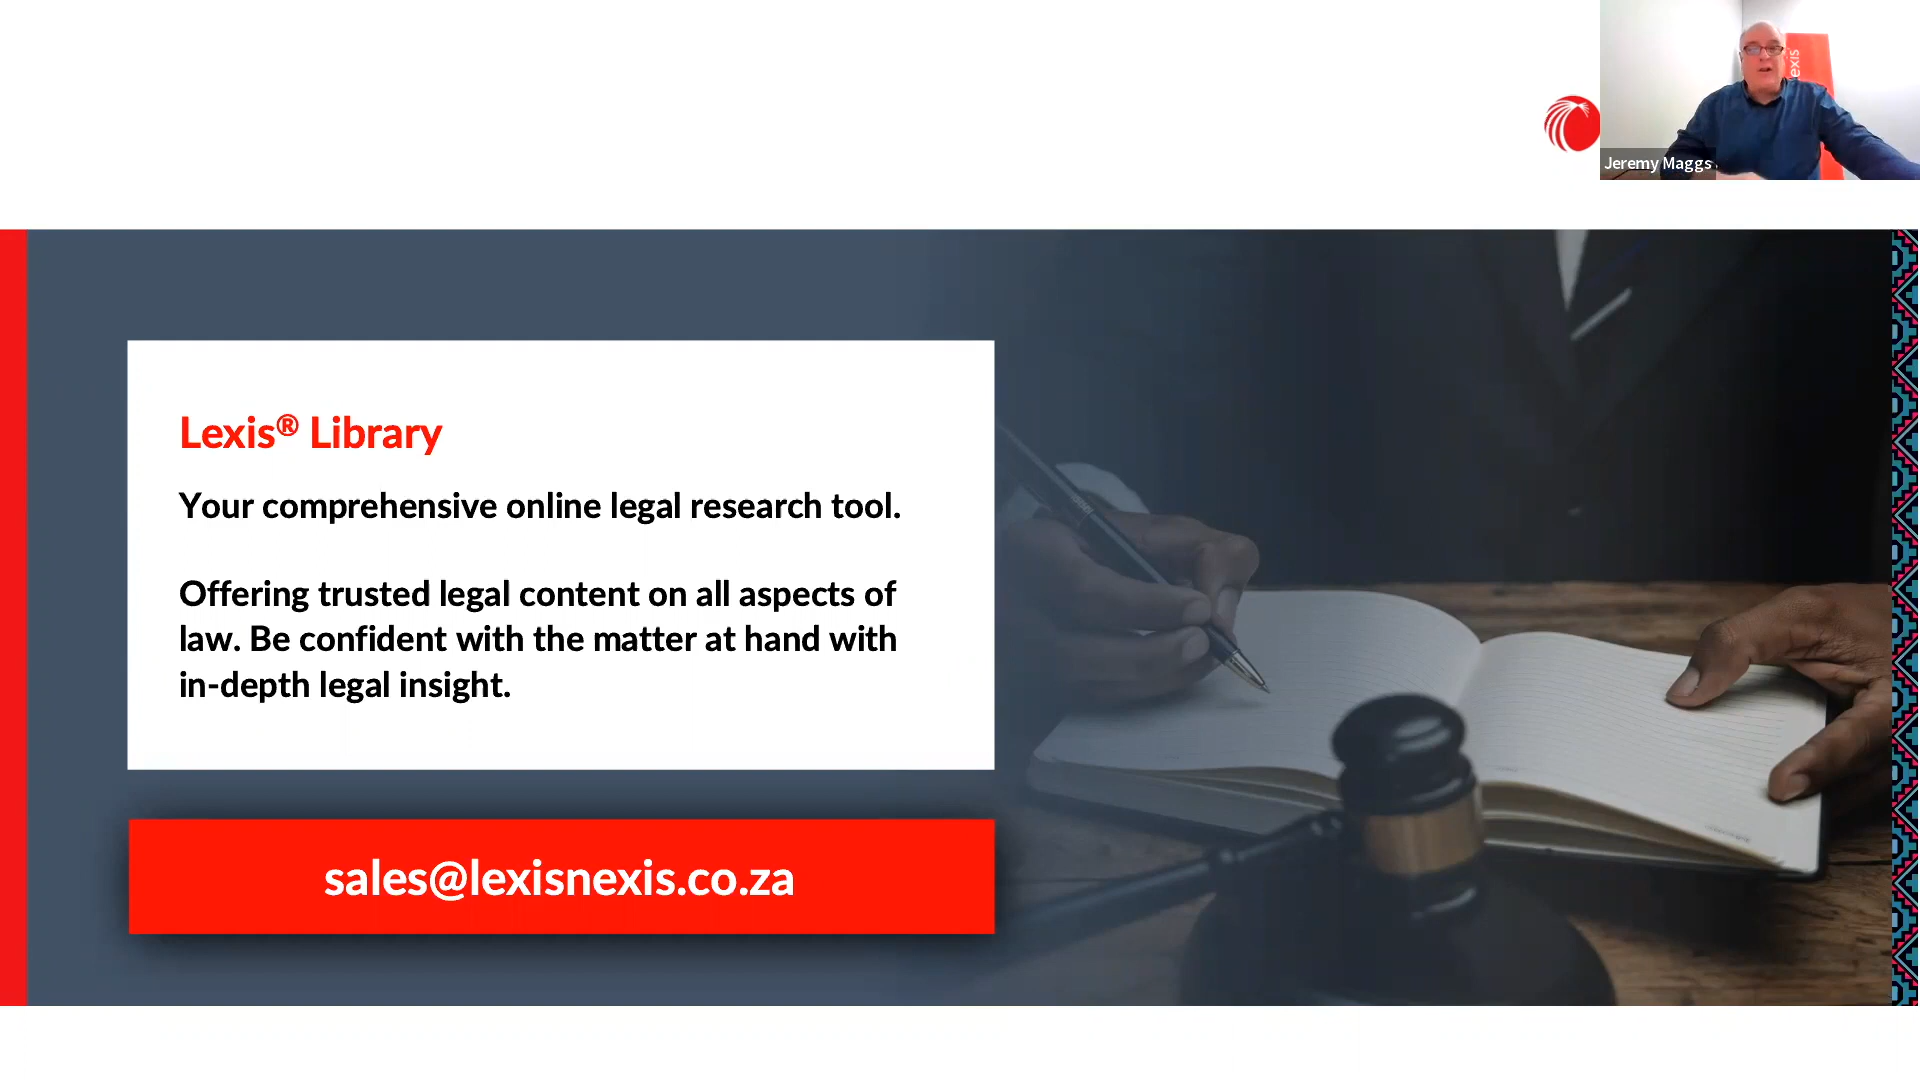 exis
Jeremy Maggs
Lexis® Library
Your comprehensive online legal research tool.
Offering trusted legal content on all aspects of
law. Be confident with the matter at hand with
in-depth legal insight.
sales@lexisnexis.co.za